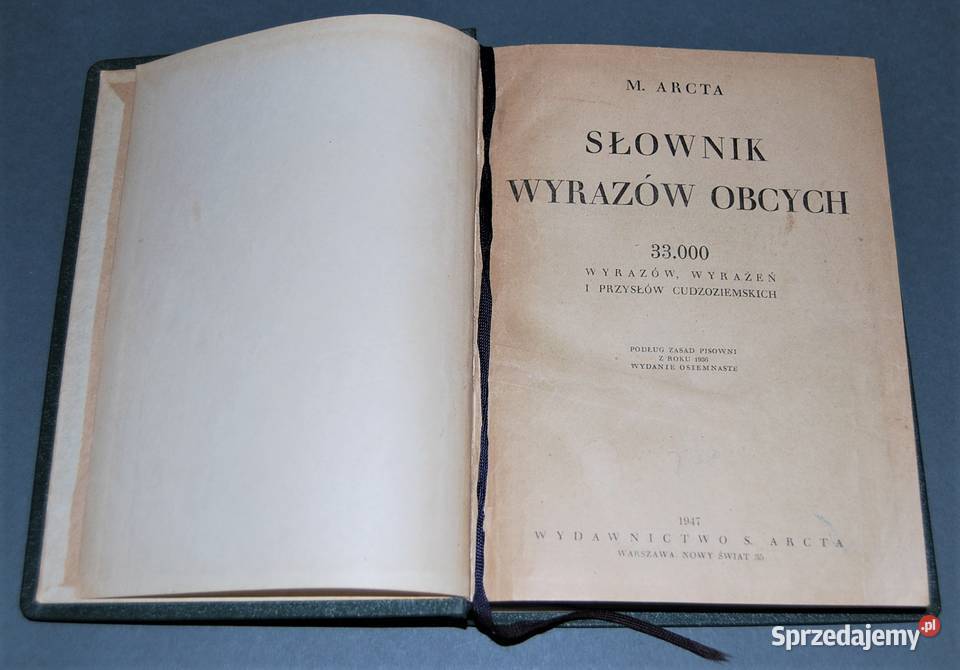 M. ARCTA
SŁOWNIK
WYRAZÓW OBCYCH
33.000
WYRAZÓW, WYRAŻEŃ
I PRZYSŁÓW CUDZOZIEMSKICH
PODŁUG ZASAD PISOWNI
Z ROKU 1936
WYDANIE OSIEMNASTE
1947
WYDAWNICTWO S. ARCTA
WARSZAWA NOWY ŚWIAT 35
Sprzedajemy.pl